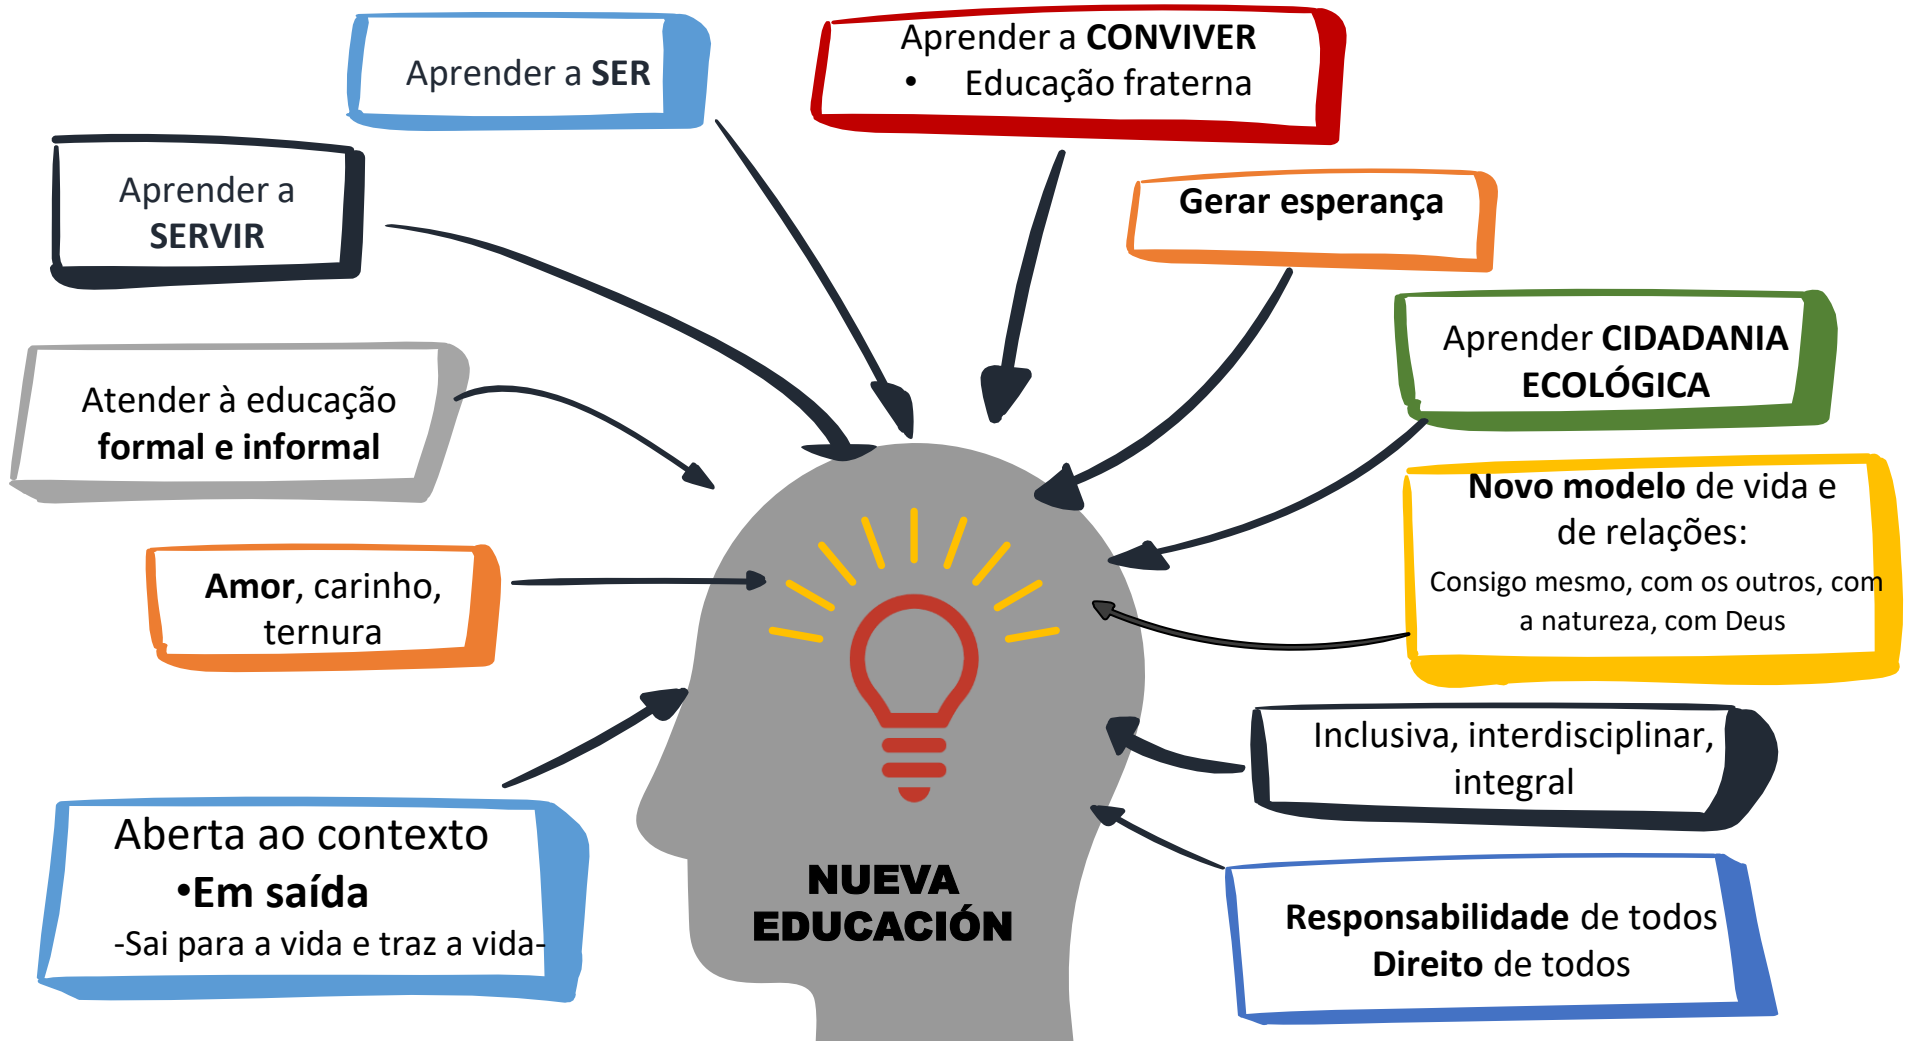 Aprender a SER
Aprender a CONVIVER
• Educação fraterna
Aprender a
SERVIR
Gerar esperança
Aprender CIDADANIA
ECOLÓGICA
Atender à educação
formal e informal
Novo modelo de vida e
de relações:
Consigo mesmo, com os outros, com
a natureza, com Deus
Amor, carinho,
ternura
Inclusiva, interdisciplinar,
integral
Aberta ao contexto
•Em saída
-Sai para a vida e traz a vida-
NUEVA
EDUCACIÓN
Responsabilidade de todos
Direito de todos